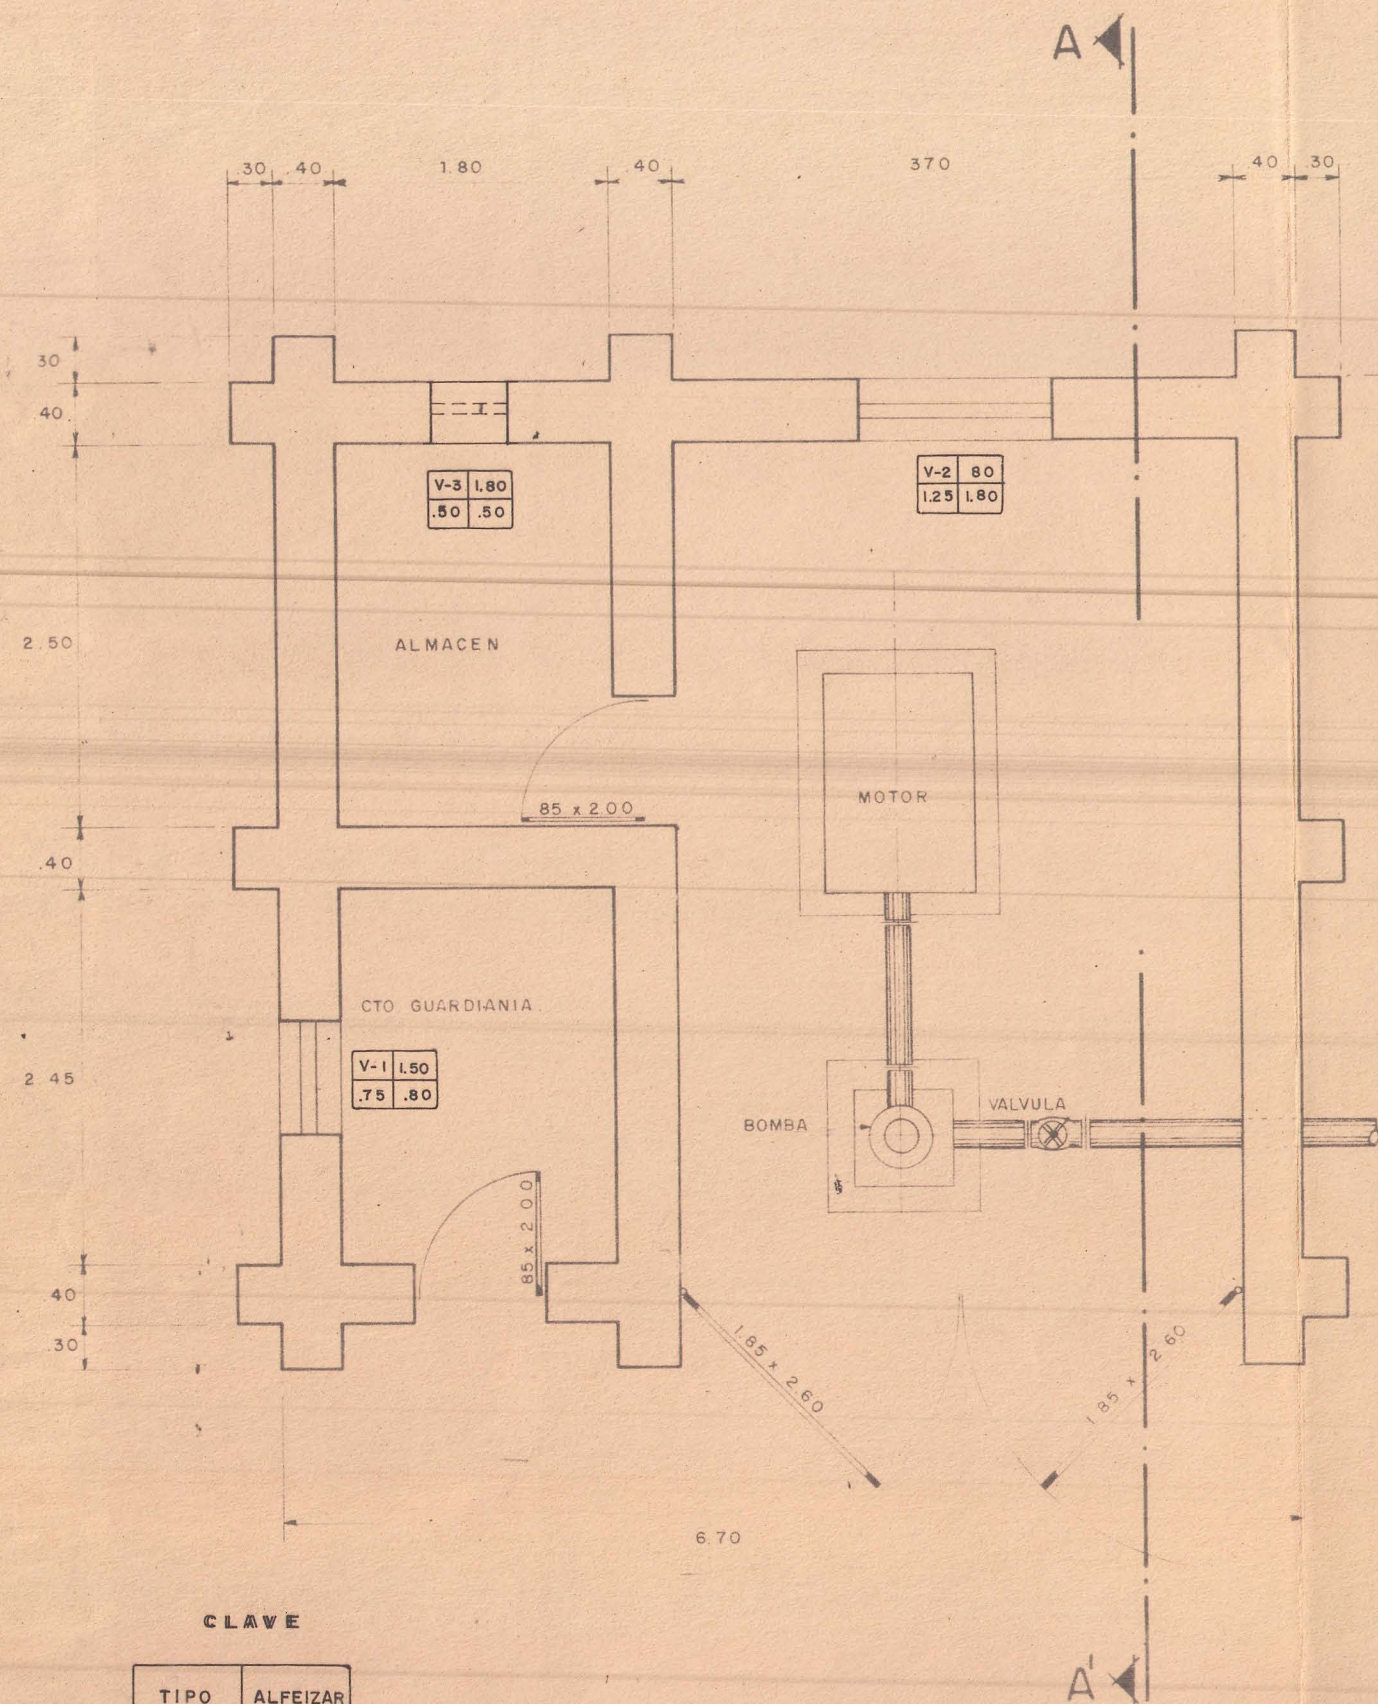 A
.30 .40 1.80 .40 370 40 .30
30
40
V-3 1.80
.50 .50
V-2 80
1.25 1.80
2.50
ALMACEN
MOTOR
85 x 2.00
.40
CTO GUARDIANIA
V-1 1.50
.75 .80
2 45
VALVULA
BOMBA
85 x 2 00
40
.30
1.85 x 2.60
1 85 x 2 60
6.70
CLAVE
TIPO ALFEIZAR
A'